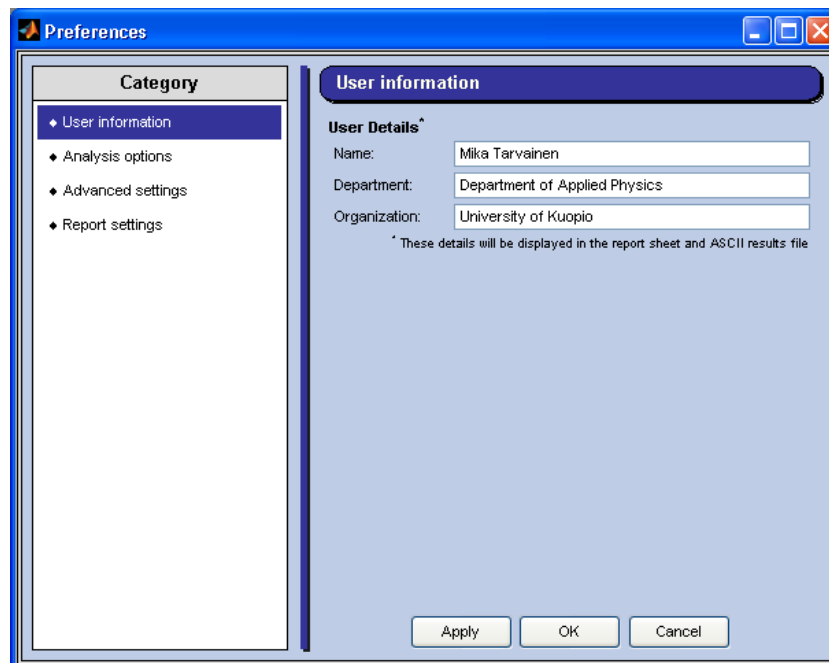 Preferences
Category
User information
Analysis options
Advanced settings
Report settings
User information
User Details*
Name: Mika Tarvainen
Department: Department of Applied Physics
Organization: University of Kuopio
* These details will be displayed in the report sheet and ASCII results file
Apply OK Cancel